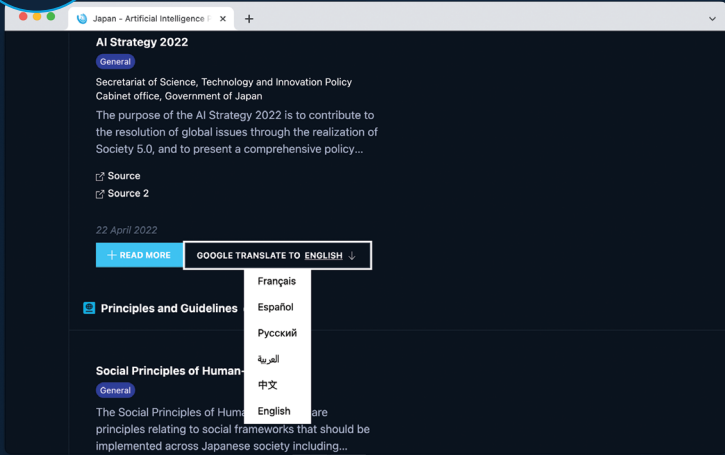 Japan - Artificial Intelligence
AI Strategy 2022
General
Secretariat of Science, Technology and Innovation Policy
Cabinet office, Government of Japan
The purpose of the AI Strategy 2022 is to contribute to
the resolution of global issues through the realization of
Society 5.0, and to present a comprehensive policy...
Source
Source 2
22 April 2022
READ MORE
GOOGLE TRANSLATE TO ENGLISH
Français
Español
Русский
العربية
中文
English
Principles and Guidelines
Social Principles of Human-
General
The Social Principles of Huma are
principles relating to social frameworks that should be
implemented across Japanese society including...